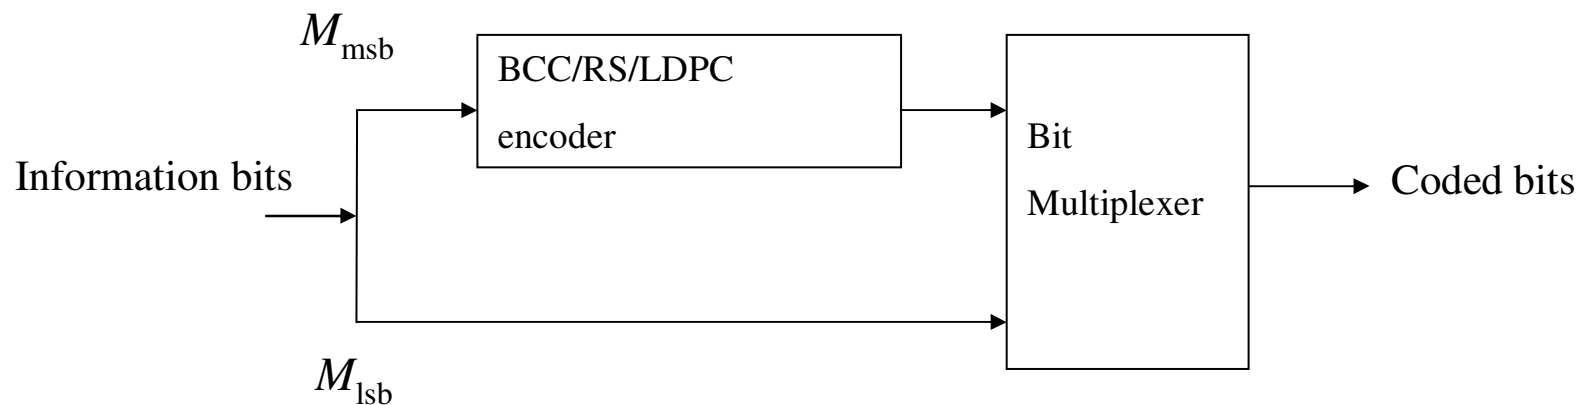 M_msb
BCC/RS/LDPC
encoder
Information bits
Bit
Multiplexer
Coded bits
M_lsb